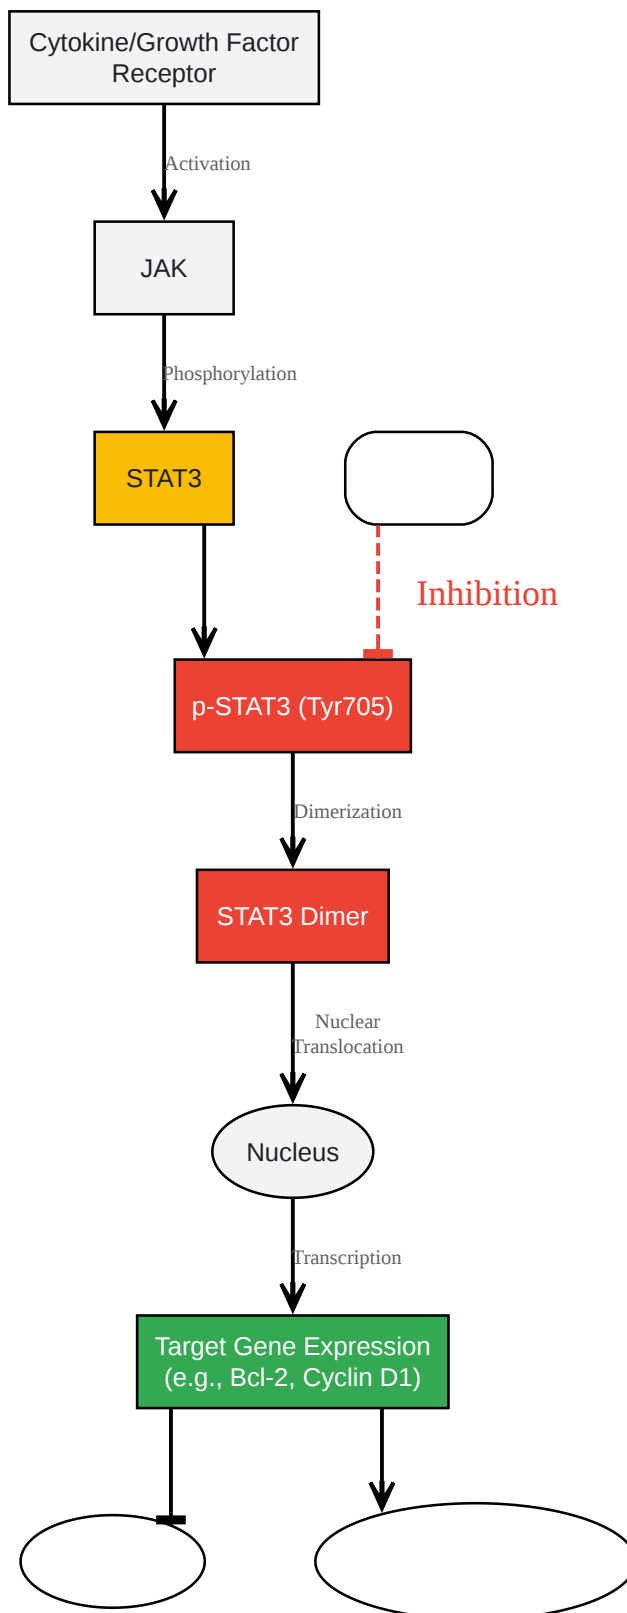 Cytokine/Growth Factor
Receptor
Activation
JAK
Phosphorylation
STAT3
Inhibition
p-STAT3 (Tyr705)
Dimerization
STAT3 Dimer
Nuclear
Translocation
Nucleus
Transcription
Target Gene Expression
(e.g., Bcl-2, Cyclin D1)